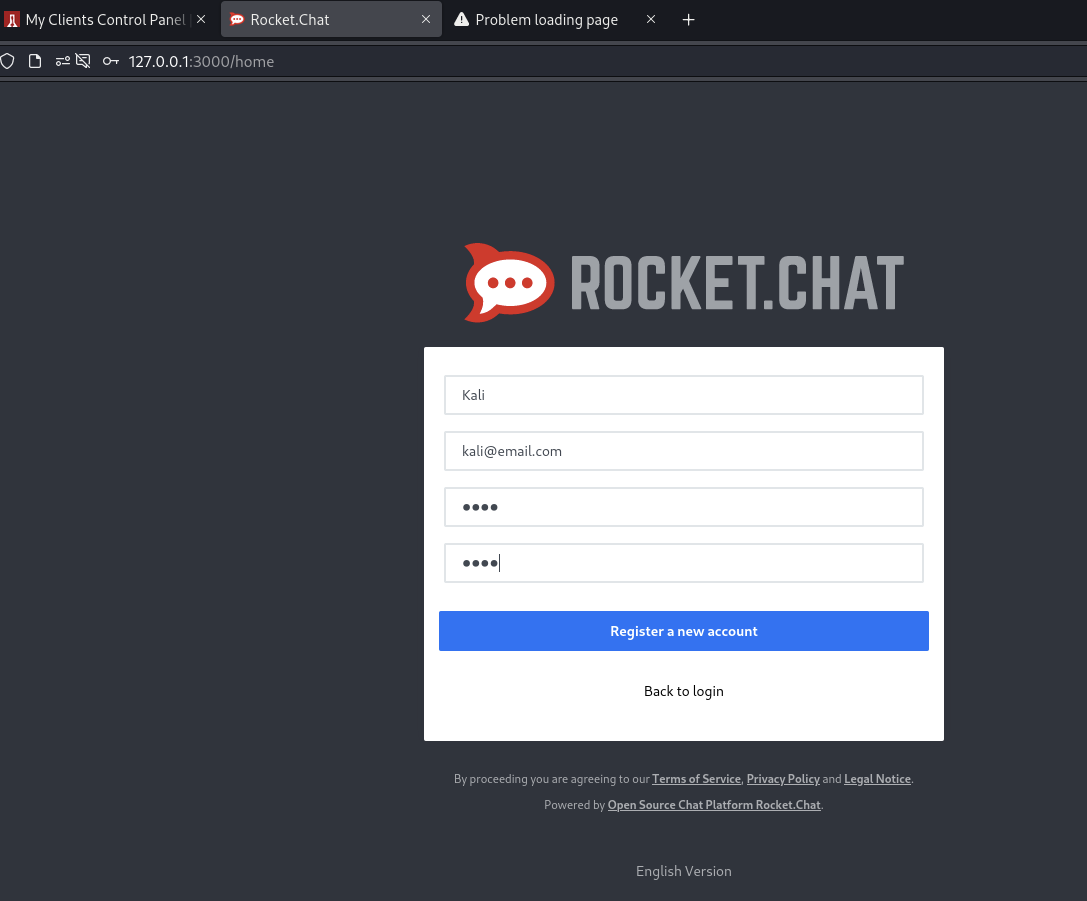 My Clients Control Panel
Rocket.Chat
Problem loading page
127.0.0.1:3000/home
ROCKET.CHAT
Kali
kali@email.com
Register a new account
Back to login
By proceeding you are agreeing to our Terms of Service, Privacy Policy and Legal Notice.
Powered by Open Source Chat Platform Rocket.Chat.
English Version